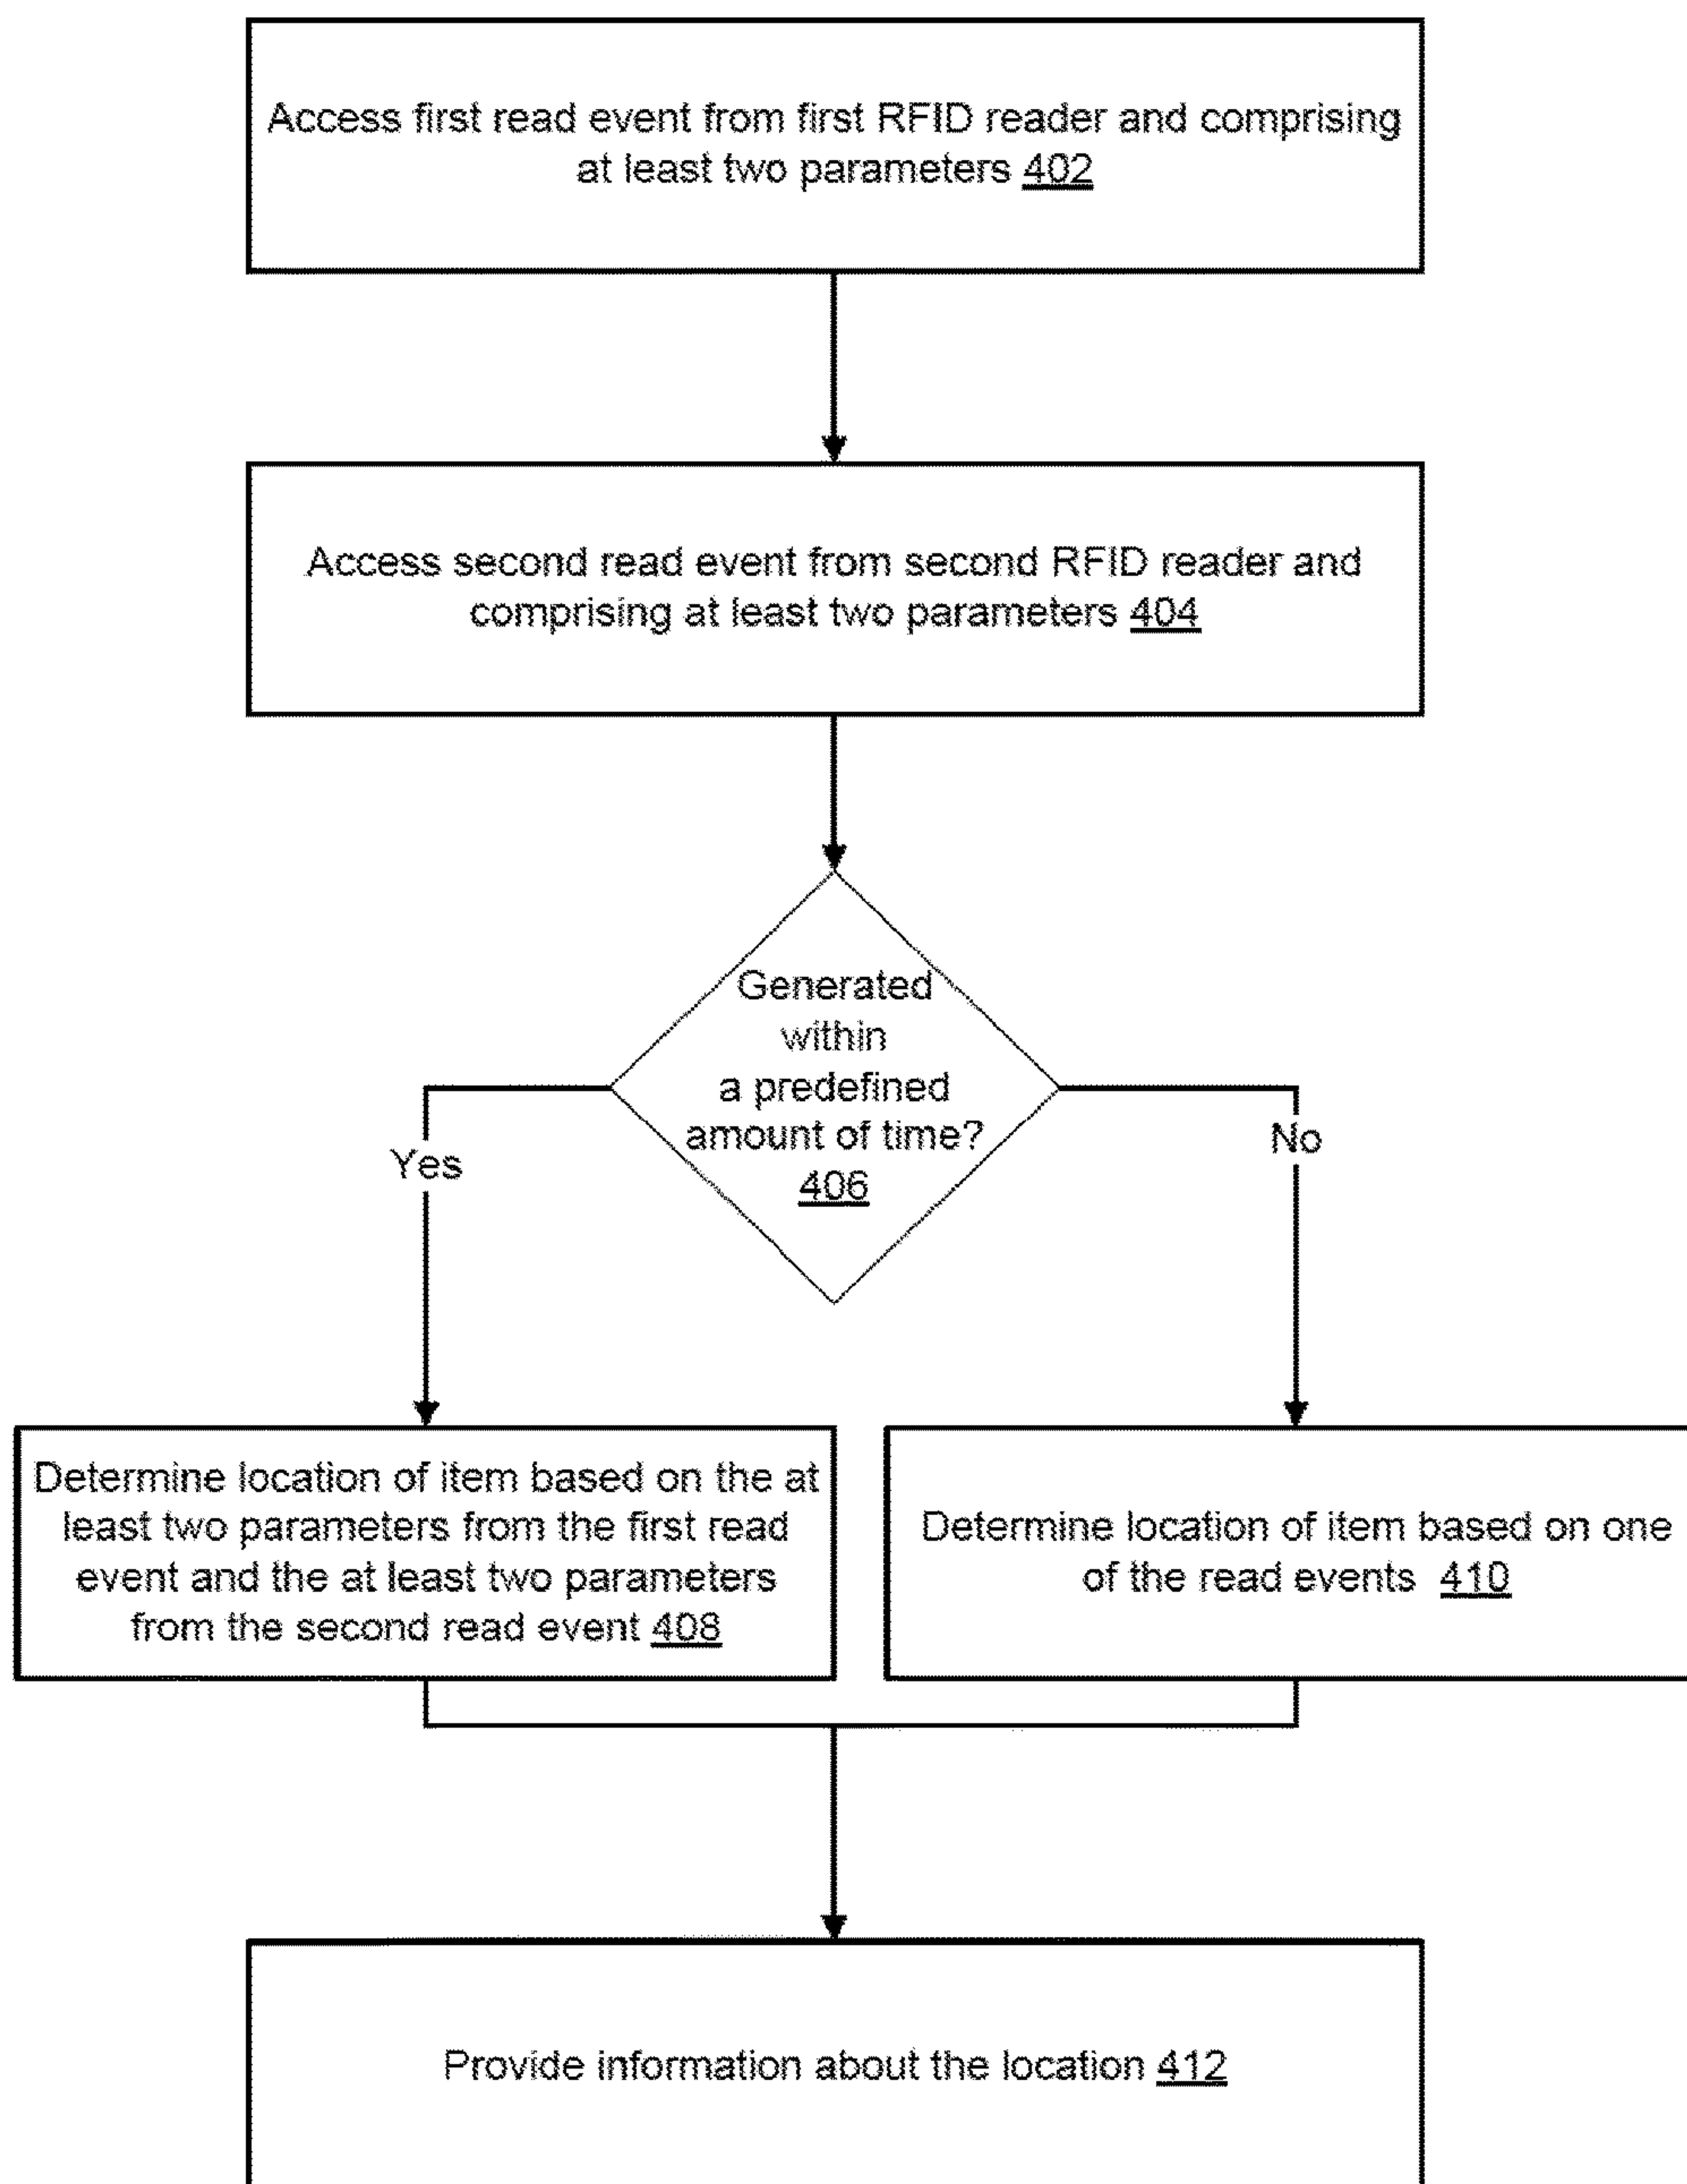 Access first read event from first RFID reader and comprising
at least two parameters 402
Access second read event from second RFID reader and
comprising at least two parameters 404
Generated
within
a predefined
amount of time?
406
Yes
No
Determine location of item based on the at
least two parameters from the first read
event and the at least two parameters
from the second read event 408
Determine location of item based on one
of the read events 410
Provide information about the location 412